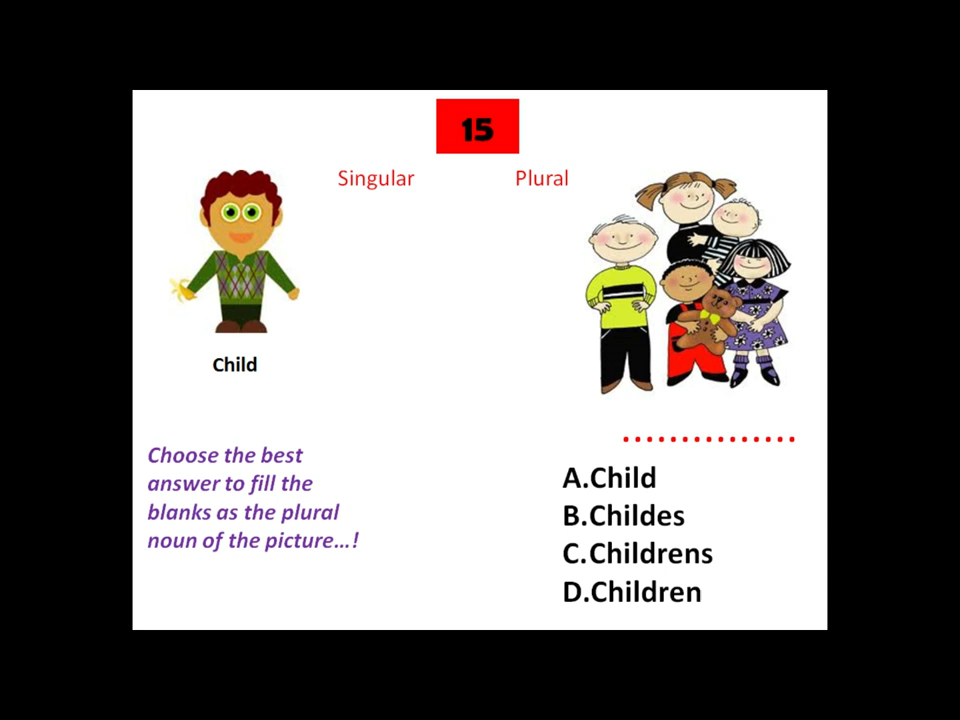 15
Singular
Plural
Child
...............
Choose the best
answer to fill the
blanks as the plural
noun of the picture...!
A.Child
B.Childes
C.Childrens
D.Children